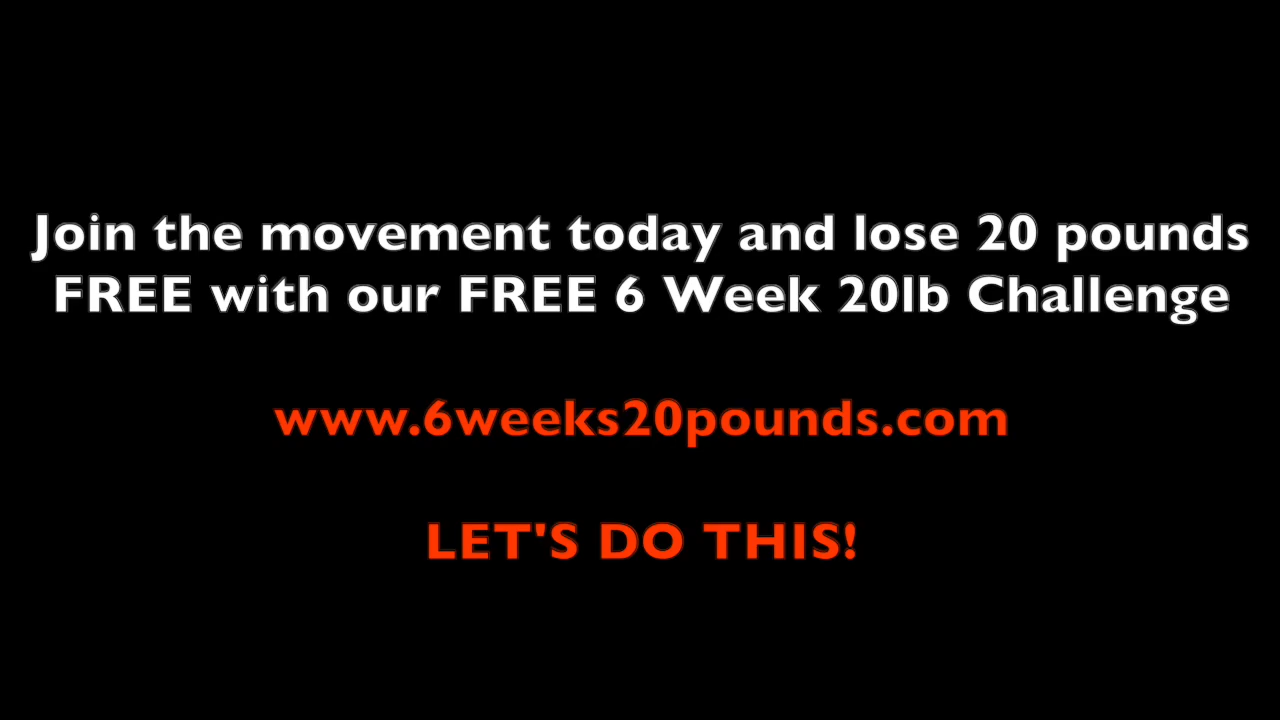 Join the movement today and lose 20 pounds
FREE with our FREE 6 Week 20lb Challenge
www.6weeks20pounds.com
LET'S DO THIS!